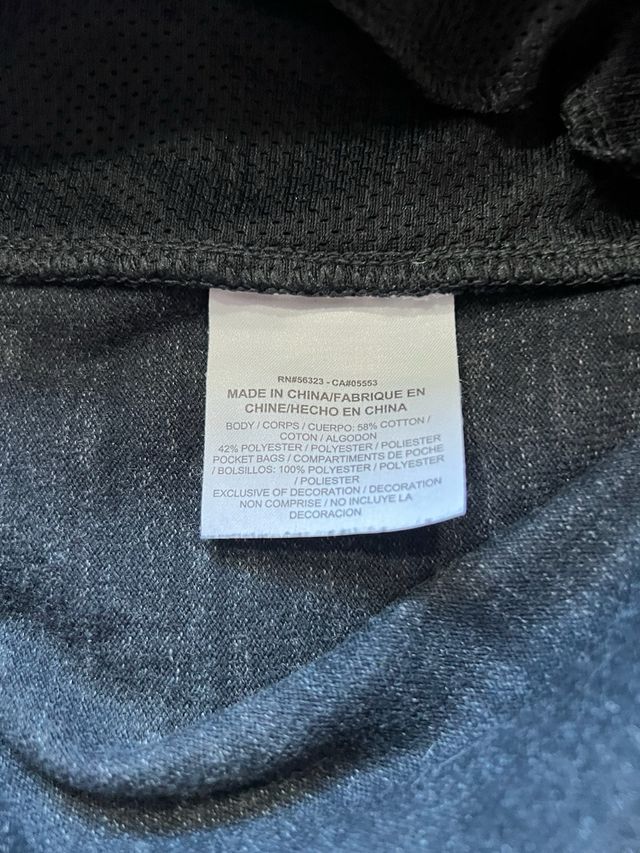 RN#56323 - CA#05553
MADE IN CHINA/FABRIQUE EN
CHINE/HECHO EN CHINA
BODY / CORPS / CUERPO: 58% COTTON /
COTON / ALGODON
42% POLYESTER / POLYESTER / POLIESTER
POCKET BAGS / COMPARTIMENTS DE POCHE
/ BOLSILLOS: 100% POLYESTER / POLYESTER
/ POLIESTER
EXCLUSIVE OF DECORATION / DECORATION
NON COMPRISE / NO INCLUYE LA
DECORACION